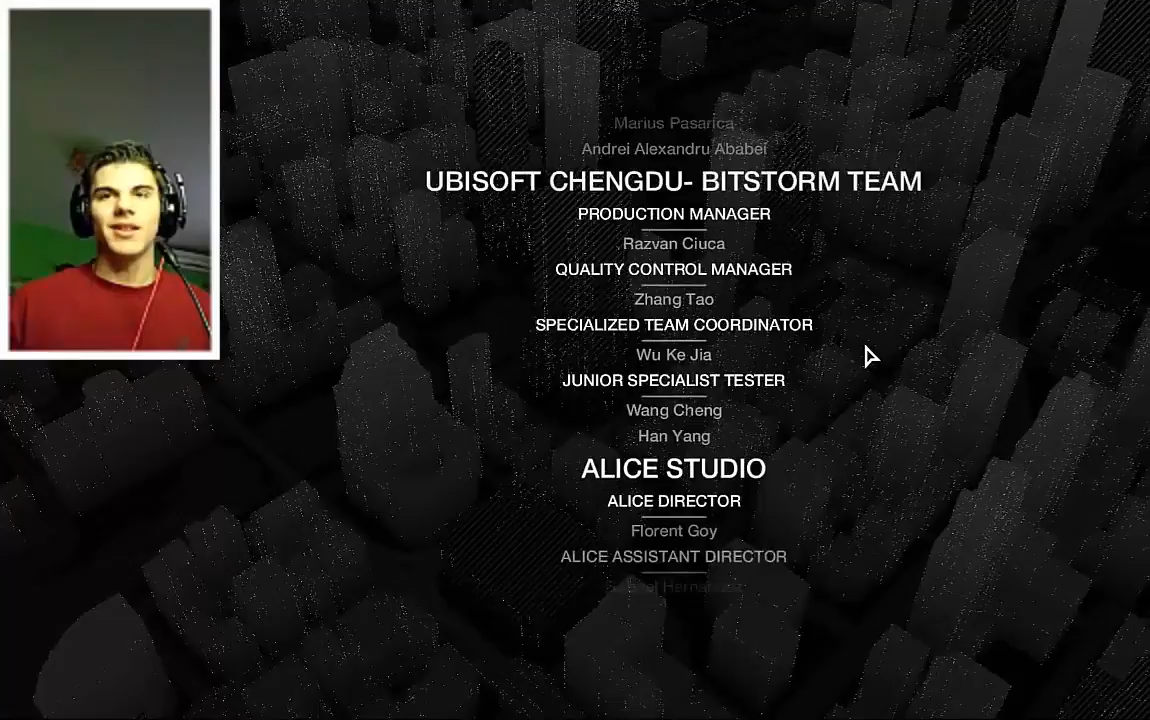 Marius Pasarica
Andrei Alexandru Ababei
UBISOFT CHENGDU- BITSTORM TEAM
PRODUCTION MANAGER
Razvan Ciuca
QUALITY CONTROL MANAGER
Zhang Tao
SPECIALIZED TEAM COORDINATOR
Wu Ke Jia
JUNIOR SPECIALIST TESTER
Wang Cheng
Han Yang
ALICE STUDIO
ALICE DIRECTOR
Florent Goy
ALICE ASSISTANT DIRECTOR